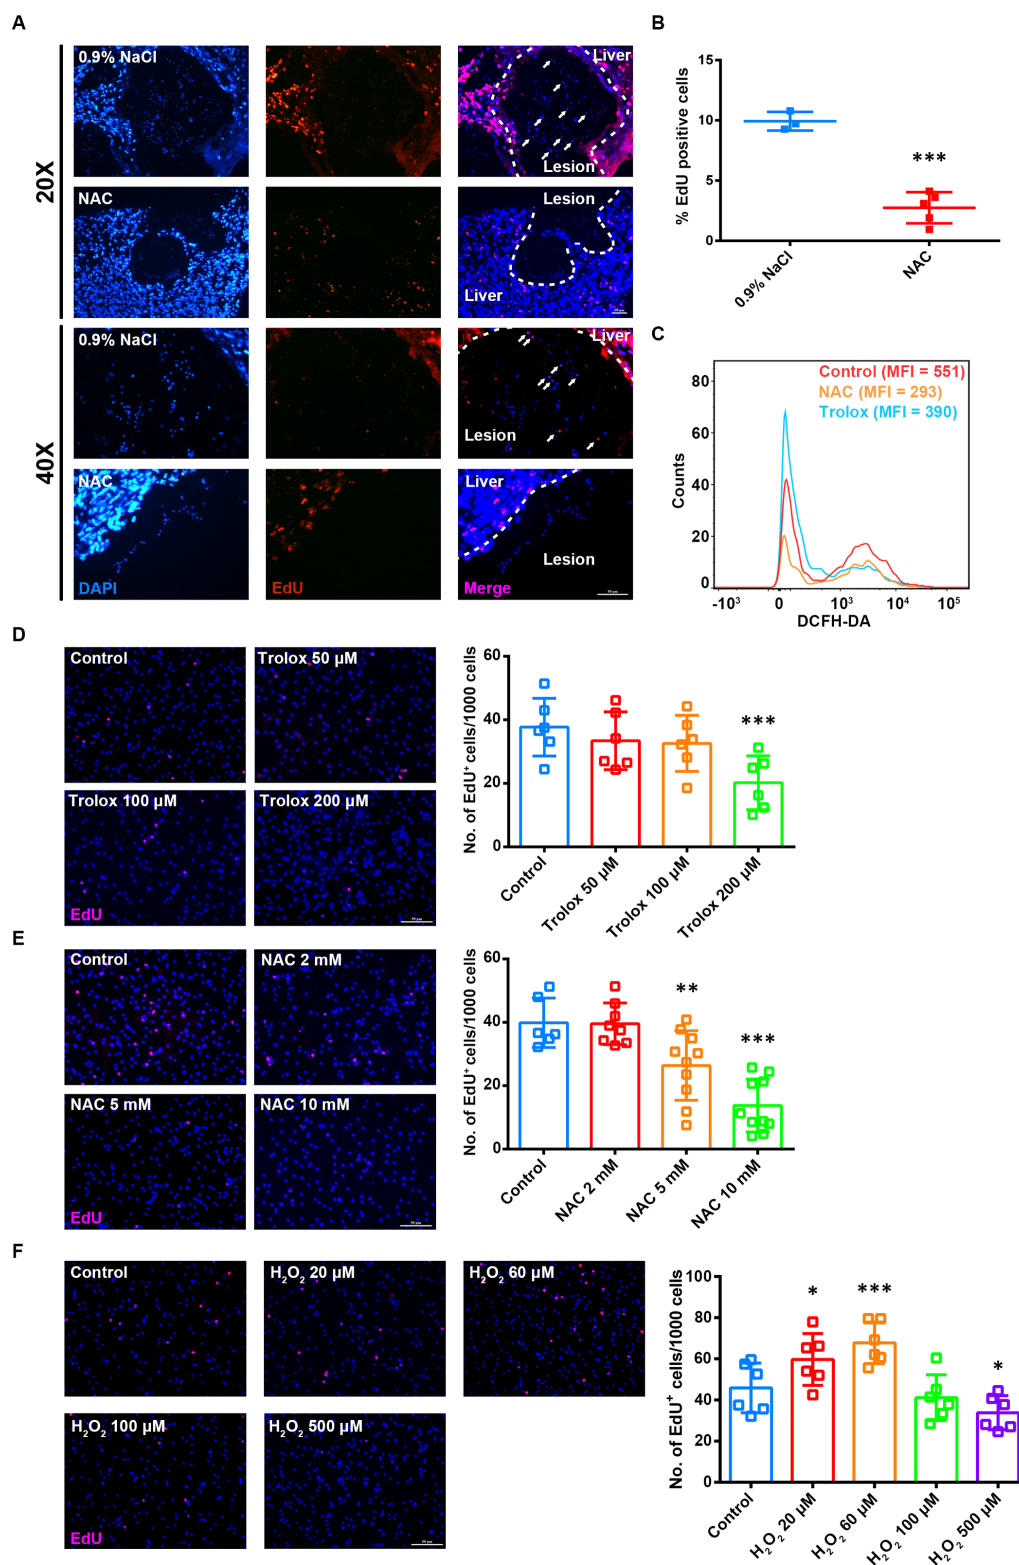 A
20X
0.9% NaCl
Liver
Lesion
NAC
Lesion
Liver
40X
0.9% NaCl
Liver
Lesion
NAC
Liver
Lesion
DAPI
EdU
Merge
B
% EdU positive cells
15
10
5
0
***
0.9% NaCl
NAC
C
Control (MFI = 551)
NAC (MFI = 293)
Trolox (MFI = 390)
Counts
80
60
40
20
0
-10³ 0 10³ 10⁴ 10⁵
DCFH-DA
D
Control
Trolox 50 µM
Trolox 100 µM
Trolox 200 µM
EdU
No. of EdU⁺ cells/1000 cells
60
40
20
0
***
Control
Trolox 50 µM
Trolox 100 µM
Trolox 200 µM
E
Control
NAC 2 mM
NAC 5 mM
NAC 10 mM
EdU
No. of EdU⁺ cells/1000 cells
60
40
20
0
**
***
Control
NAC 2 mM
NAC 5 mM
NAC 10 mM
F
Control
H₂O₂ 20 µM
H₂O₂ 60 µM
H₂O₂ 100 µM
H₂O₂ 500 µM
EdU
No. of EdU⁺ cells/1000 cells
100
80
60
40
20
0
*
***
*
Control
H₂O₂ 20 µM
H₂O₂ 60 µM
H₂O₂ 100 µM
H₂O₂ 500 µM